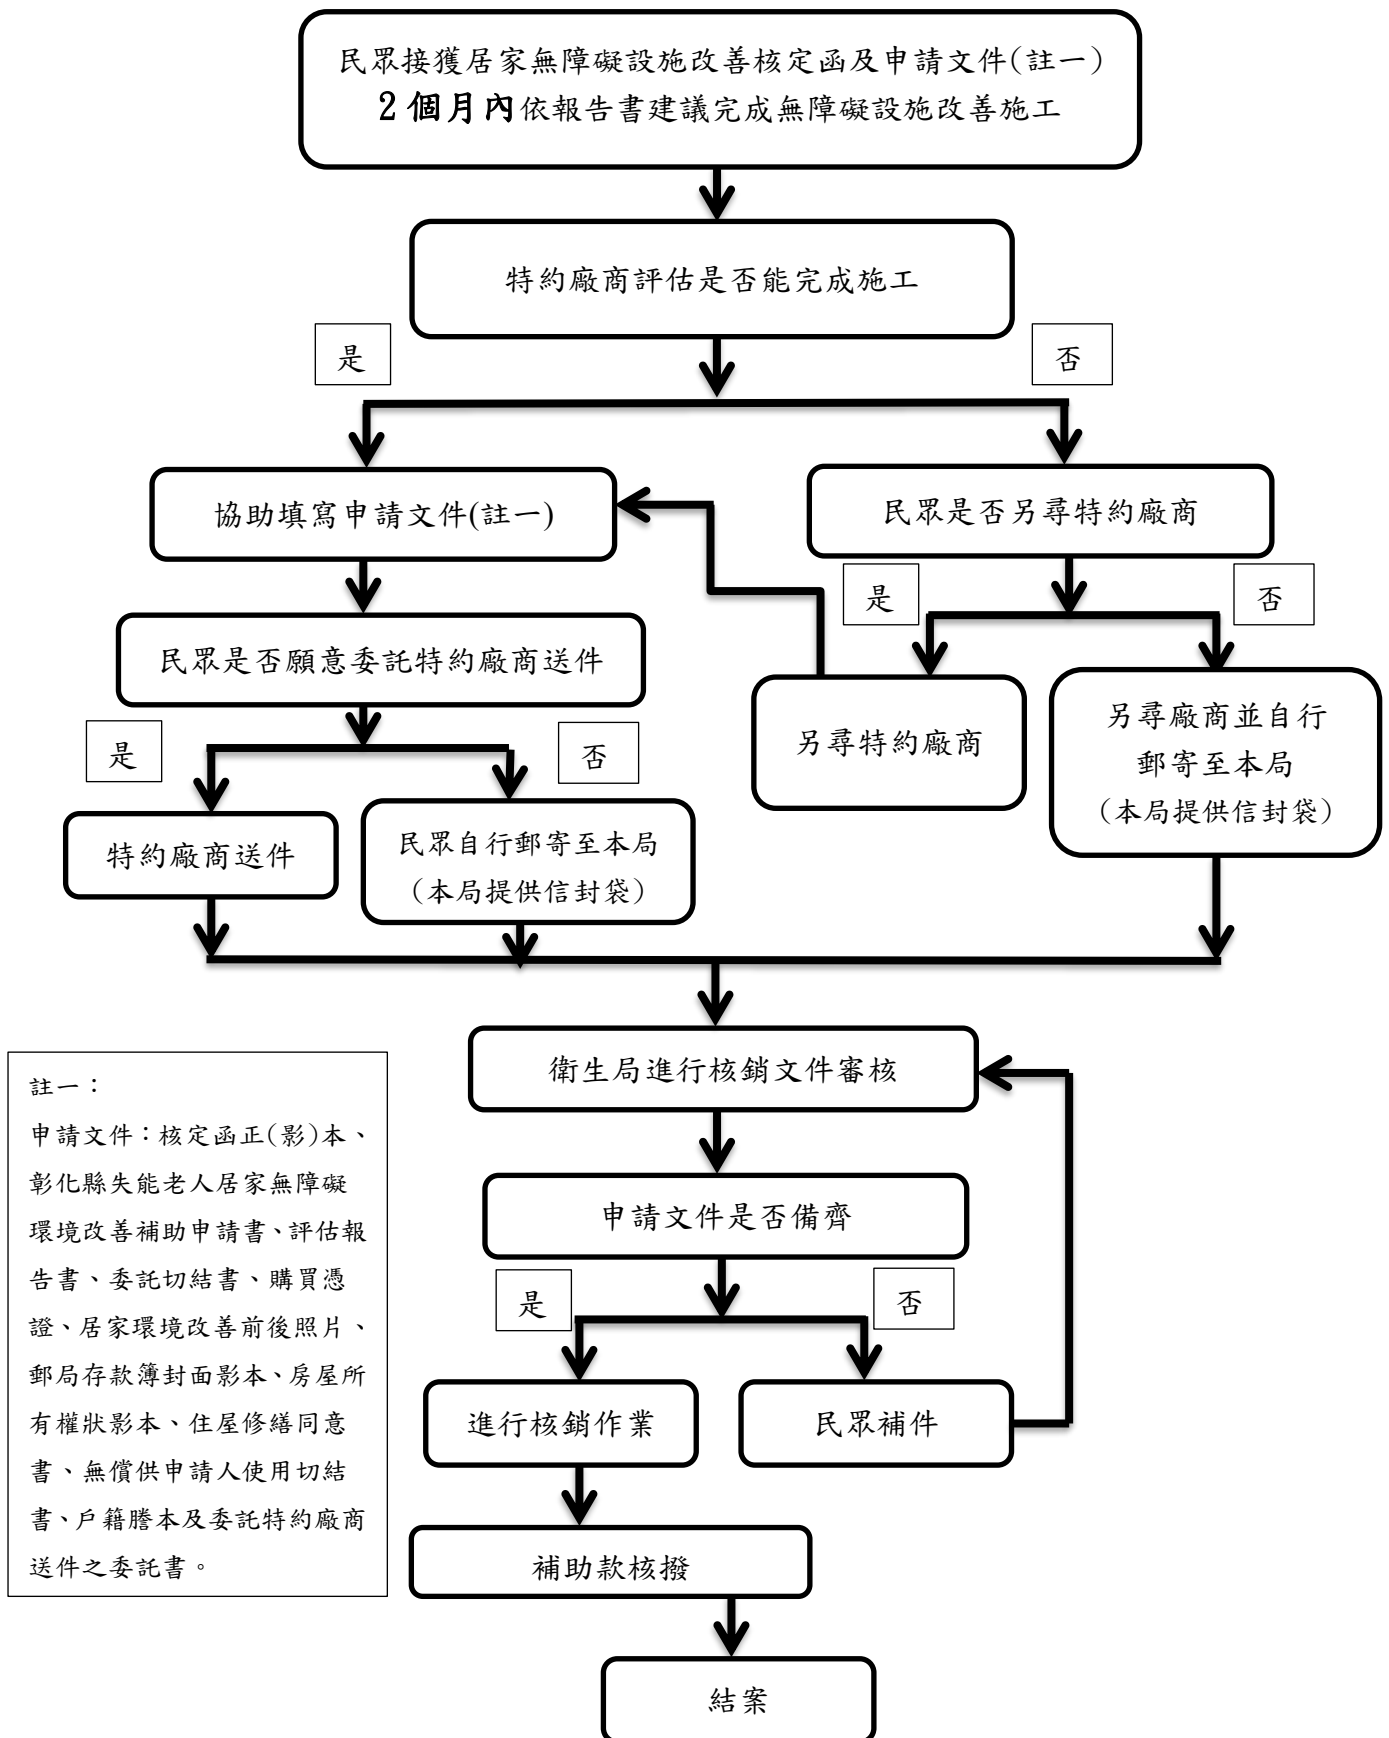 民眾接獲居家無障礙設施改善核定函及申請文件(註一)
2個月內依報告書建議完成無障礙設施改善施工
特約廠商評估是否能完成施工
是
否
協助填寫申請文件(註一)
民眾是否另尋特約廠商
是
否
民眾是否願意委託特約廠商送件
另尋特約廠商
另尋廠商並自行
郵寄至本局
(本局提供信封袋)
是
否
特約廠商送件
民眾自行郵寄至本局
(本局提供信封袋)
衛生局進行核銷文件審核
申請文件是否備齊
是
否
進行核銷作業
民眾補件
補助款核撥
結案
註一：
申請文件：核定函正(影)本、
彰化縣失能老人居家無障礙
環境改善補助申請書、評估報
告書、委託切結書、購買憑
證、居家環境改善前後照片、
郵局存款簿封面影本、房屋所
有權狀影本、住屋修繕同意
書、無償供申請人使用切結
書、戶籍謄本及委託特約廠商
送件之委託書。